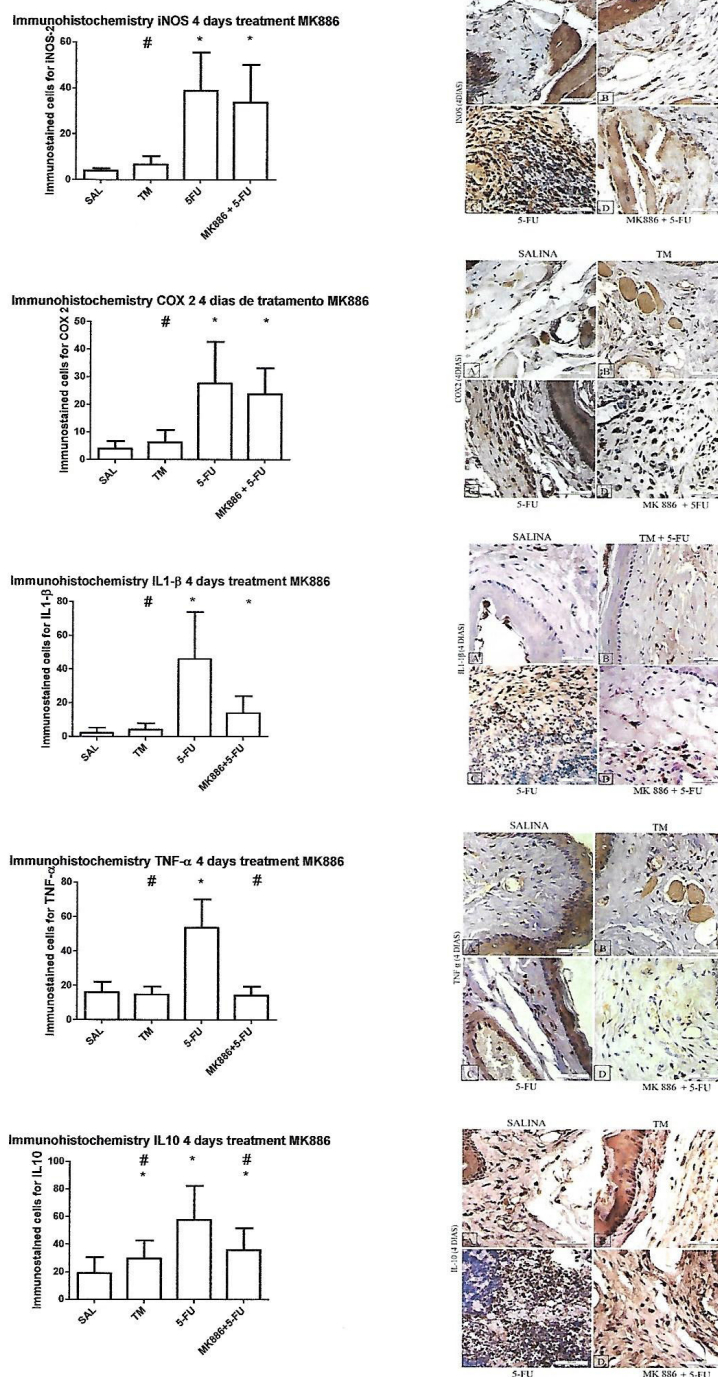 Immunohistochemistry iNOS 4 days treatment MK886
Immunostained cells for iNOS-2
60
40
20
0
# * *
SAL TM 5FU MK886 + 5-FU
INOS (4DIAS)
A B
C D
5-FU MK886 + 5-FU
Immunohistochemistry COX 2 4 dias de tratamento MK886
Immunostained cells for COX 2
50
40
30
20
10
0
# * *
SAL TM 5-FU MK886 + 5-FU
SALINA TM
COX2 (4DIAS)
A B
C D
5-FU MK 886 + 5FU
Immunohistochemistry IL1-β 4 days treatment MK886
Immunostained cells for IL1-β
80
60
40
20
0
# * *
SAL TM 5-FU MK886+5-FU
SALINA TM + 5-FU
IL1-β (4 DIAS)
A B
C D
5-FU MK 886 + 5-FU
Immunohistochemistry TNF-α 4 days treatment MK886
Immunostained cells for TNF-α
80
60
40
20
0
# * #
SAL TM 5-FU MK886+5-FU
SALINA TM
TNF α (4 DIAS)
A B
C D
5-FU MK 886 + 5-FU
Immunohistochemistry IL10 4 days treatment MK886
Immunostained cells for IL10
100
80
60
40
20
0
# * #
* *
SAL TM 5-FU MK886+5-FU
SALINA TM
IL-10 (4 DIAS)
D
5-FU MK 886 + 5-FU